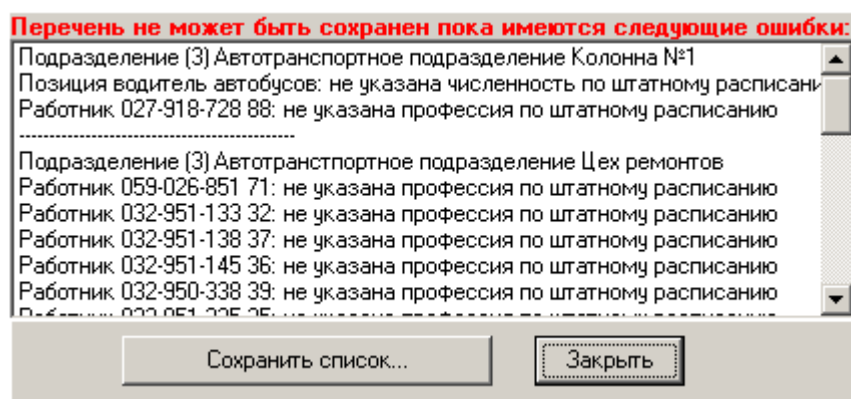 Перечень не может быть сохранен пока имеются следующие ошибки:
Подразделение (3) Автотранспортное подразделение Колонна №1
Позиция водитель автобусов: не указана численность по штатному расписани
Работник 027-918-728 88: не указана профессия по штатному расписанию
----------------------------------------------
Подразделение (3) Автотранстпортное подразделение Цех ремонтов
Работник 059-026-851 71: не указана профессия по штатному расписанию
Работник 032-951-133 32: не указана профессия по штатному расписанию
Работник 032-951-138 37: не указана профессия по штатному расписанию
Работник 032-951-145 36: не указана профессия по штатному расписанию
Работник 032-950-338 39: не указана профессия по штатному расписанию
Сохранить список...
Закрыть